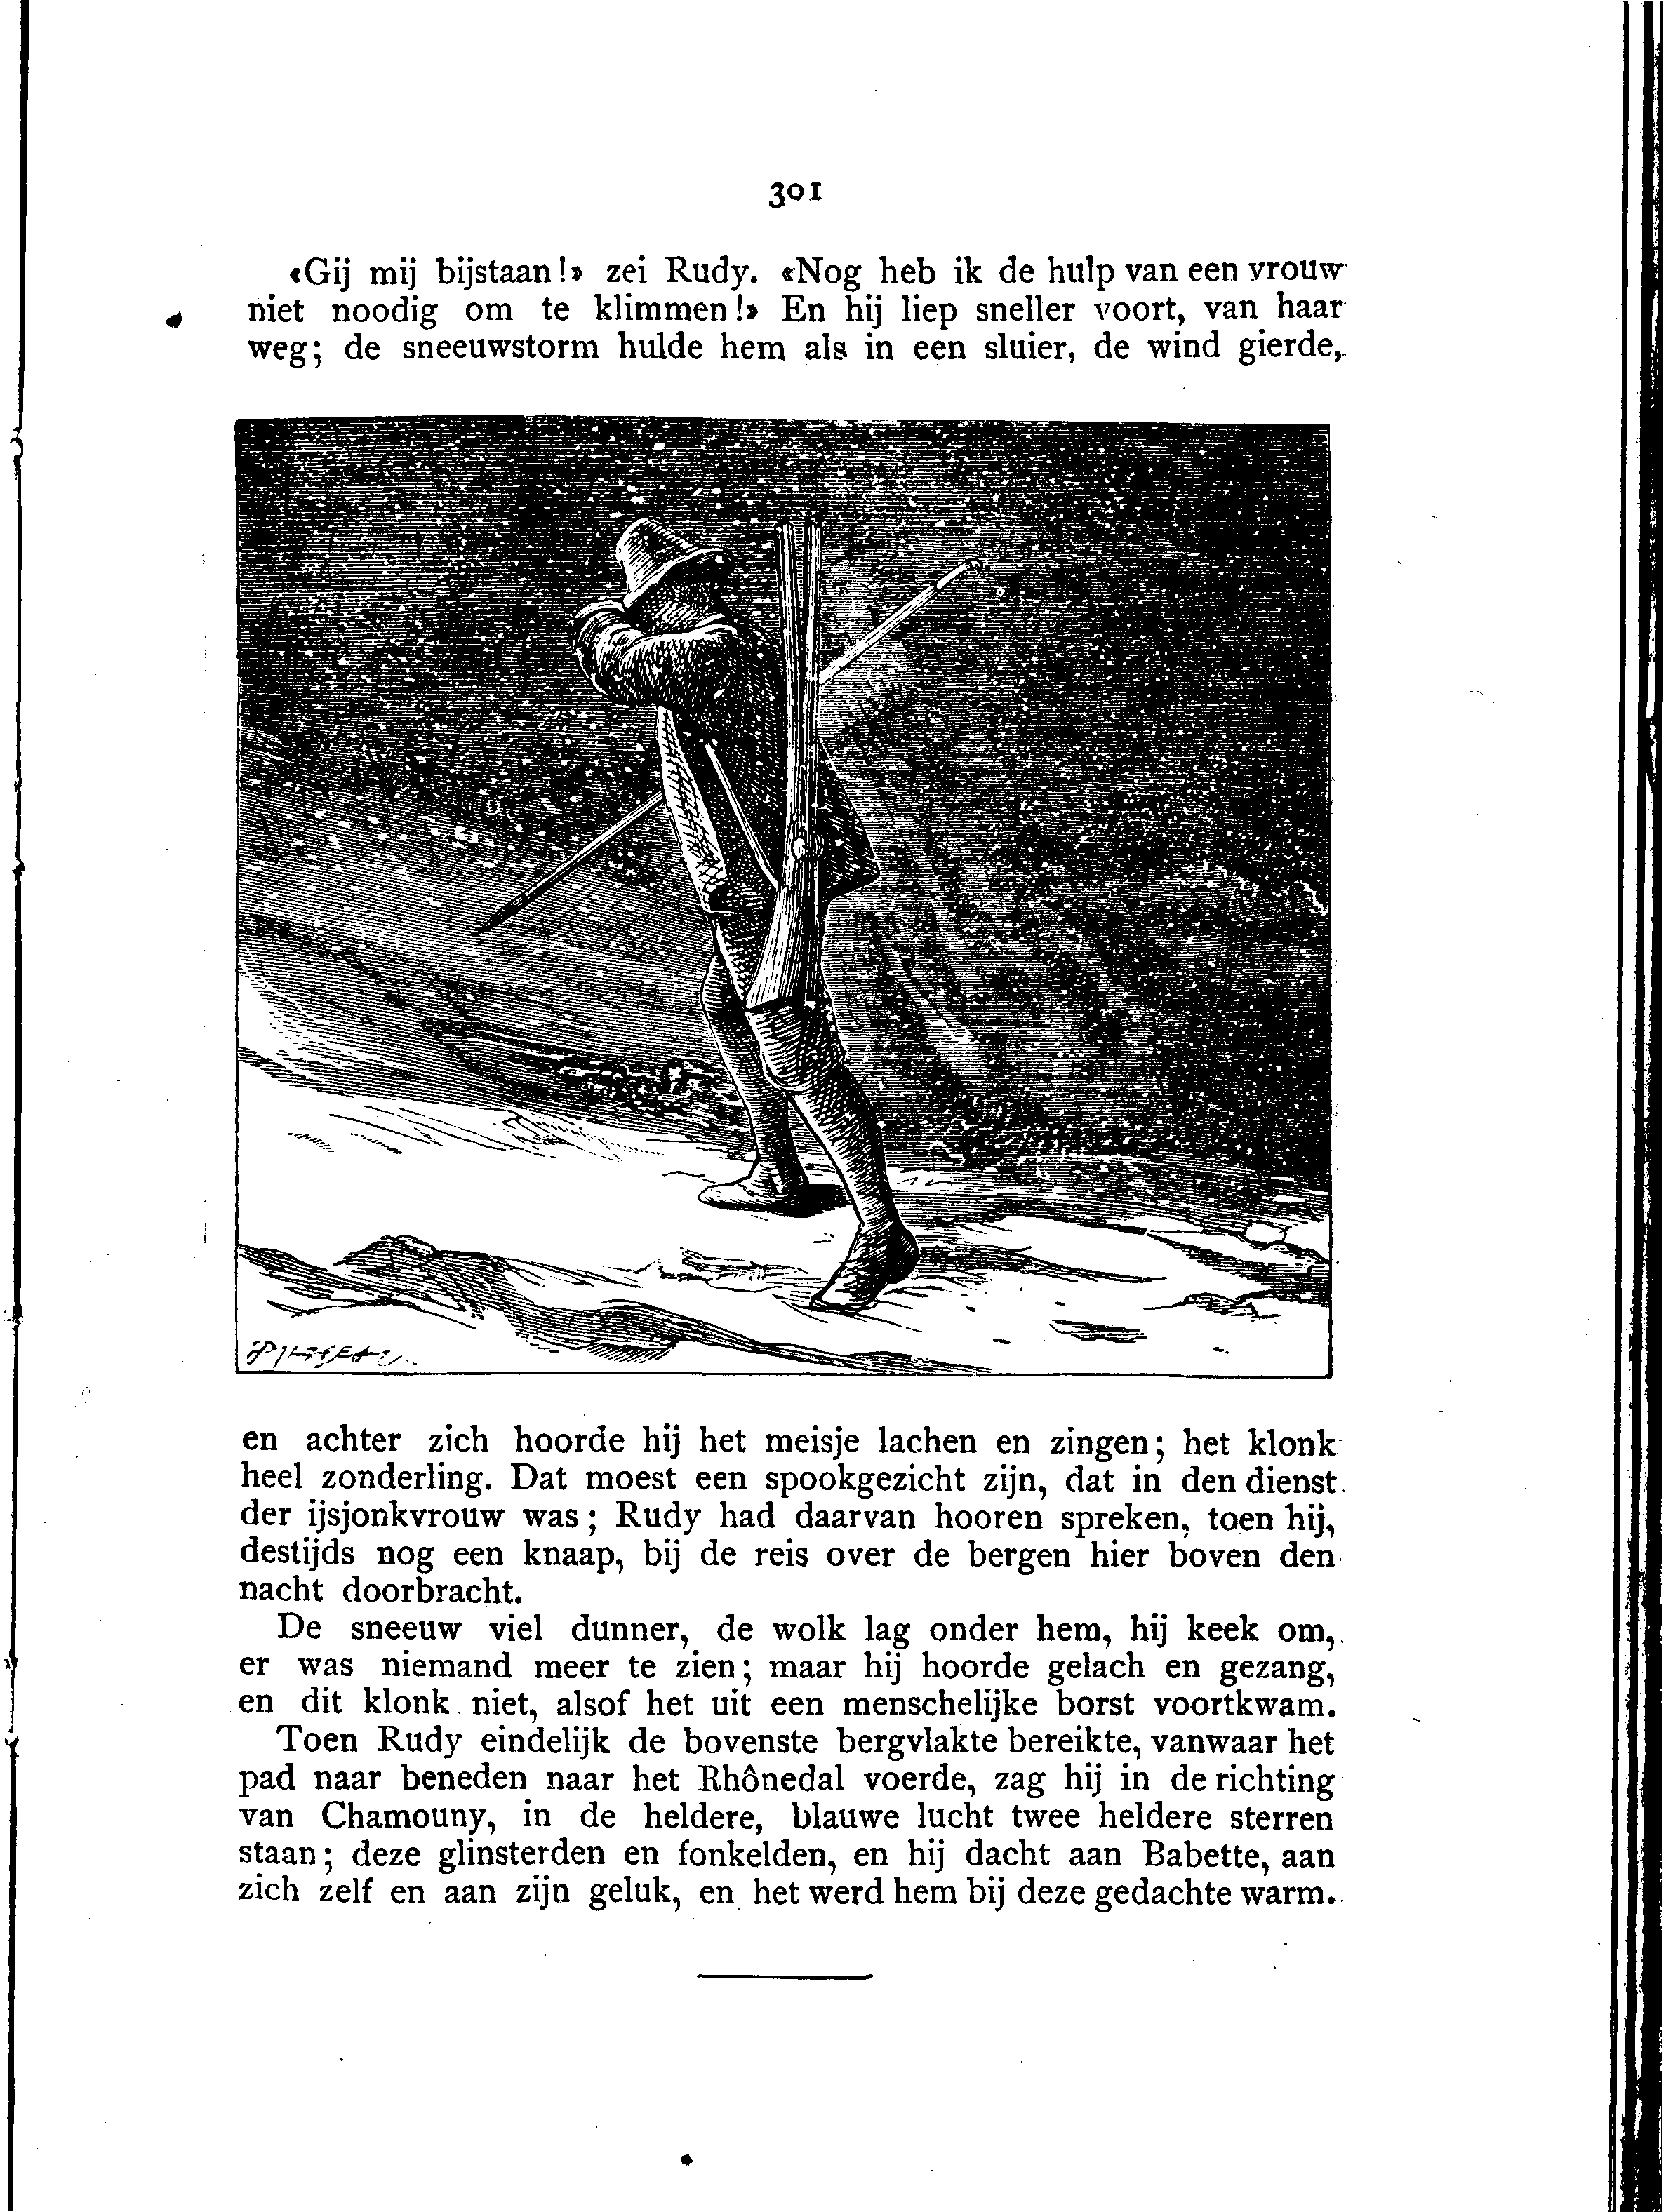 301
«Gij mij bijstaan!» zei Rudy. «Nog heb ik de hulp van een vrouw
niet noodig om te klimmen!» En hij liep sneller voort, van haar
weg; de sneeuwstorm hulde hem als in een sluier, de wind gierde,
en achter zich hoorde hij het meisje lachen en zingen; het klonk
heel zonderling. Dat moest een spookgezicht zijn, dat in den dienst
der ijsjonkvrouw was; Rudy had daarvan hooren spreken, toen hij,
destijds nog een knaap, bij de reis over de bergen hier boven den
nacht doorbracht.
De sneeuw viel dunner, de wolk lag onder hem, hij keek om,
er was niemand meer te zien; maar hij hoorde gelach en gezang,
en dit klonk niet, alsof het uit een menschelijke borst voortkwam.
Toen Rudy eindelijk de bovenste bergvlakte bereikte, vanwaar het
pad naar beneden naar het Rhônedal voerde, zag hij in de richting
van Chamouny, in de heldere, blauwe lucht twee heldere sterren
staan; deze glinsterden en fonkelden, en hij dacht aan Babette, aan
zich zelf en aan zijn geluk, en het werd hem bij deze gedachte warm.